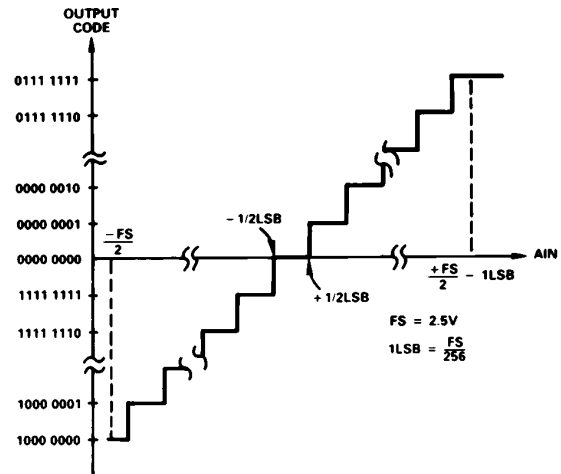 OUTPUT
CODE
0111 1111
0111 1110
0000 0010
0000 0001
0000 0000
1111 1111
1111 1110
1000 0001
1000 0000
−FS
2
− 1/2LSB
+ 1/2LSB
AIN
+FS
2 − 1LSB
FS = 2.5V
1LSB = FS
256